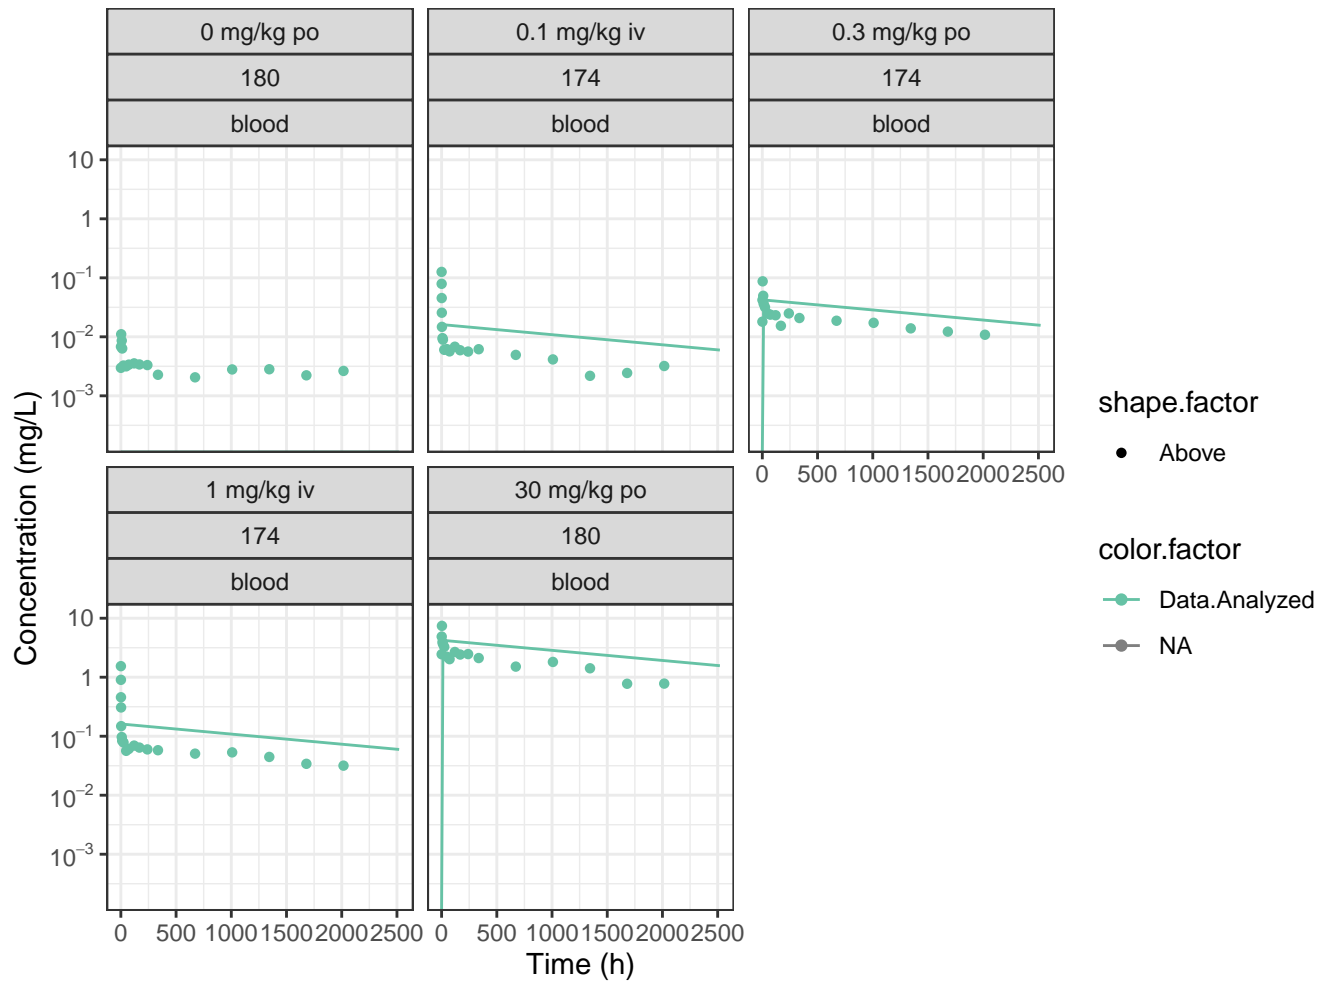 0 mg/kg po
0.1 mg/kg iv
0.3 mg/kg po
180
174
174
blood
blood
blood
10
1
10⁻¹
10⁻²
10⁻³
0 500 1000 1500 2000 2500
1 mg/kg iv
30 mg/kg po
174
180
blood
blood
10
1
10⁻¹
10⁻²
10⁻³
0 500 1000 1500 2000 2500
0 500 1000 1500 2000 2500
Time (h)
Concentration (mg/L)
shape.factor
Above
color.factor
Data.Analyzed
NA